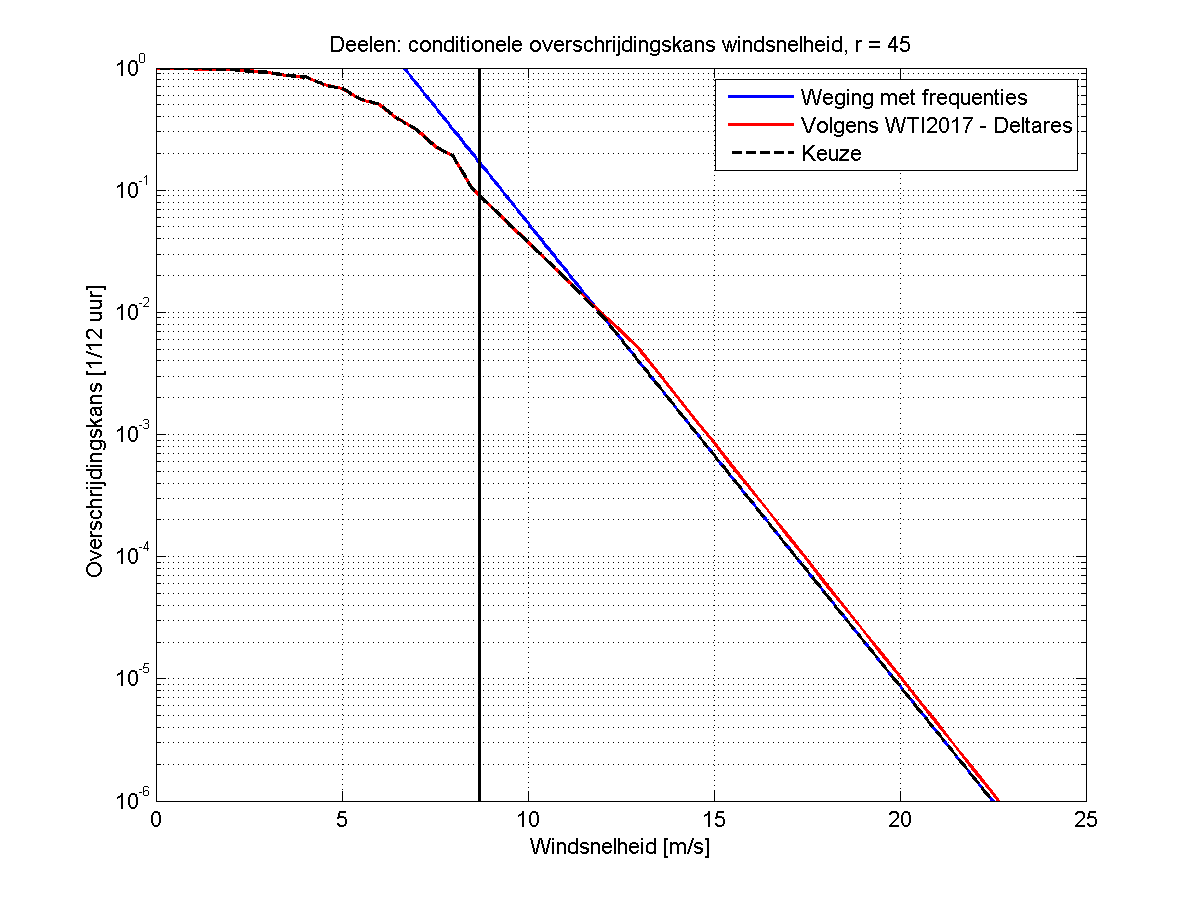 Deelen: conditionele overschrijdingskans windsnelheid, r = 45
Weging met frequenties
Volgens WTI2017 - Deltares
Keuze
Overschrijdingskans [1/12 uur]
10^0
10^-1
10^-2
10^-3
10^-4
10^-5
10^-6
0 5 10 15 20 25
Windsnelheid [m/s]